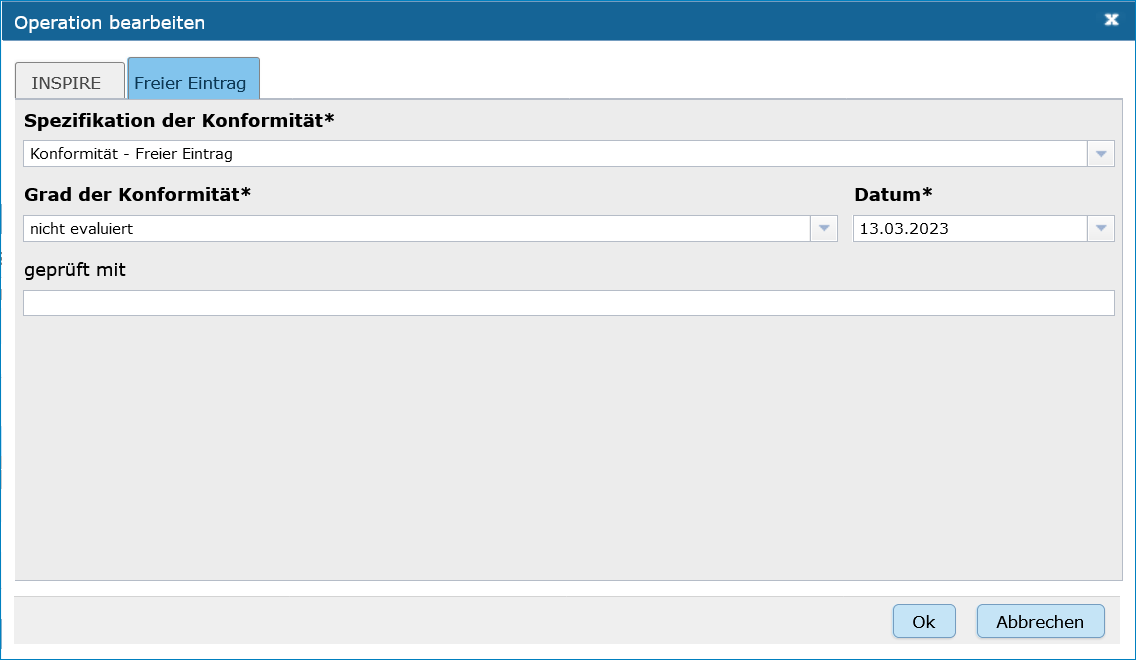 Operation bearbeiten
INSPIRE Freier Eintrag
Spezifikation der Konformität*
Konformität - Freier Eintrag
Grad der Konformität* Datum*
nicht evaluiert 13.03.2023
geprüft mit
Ok Abbrechen